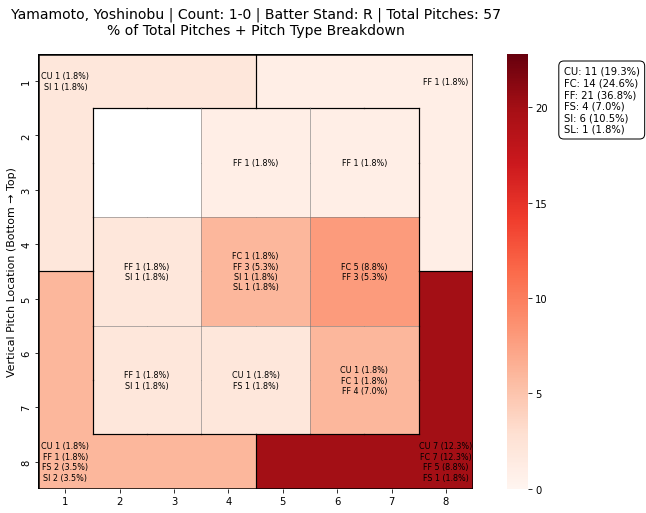 Yamamoto, Yoshinobu | Count: 1-0 | Batter Stand: R | Total Pitches: 57
% of Total Pitches + Pitch Type Breakdown
CU 1 (1.8%)
SI 1 (1.8%)
FF 1 (1.8%)
FF 1 (1.8%)
FF 1 (1.8%)
FF 1 (1.8%)
SI 1 (1.8%)
FC 1 (1.8%)
FF 3 (5.3%)
SI 1 (1.8%)
SL 1 (1.8%)
FC 5 (8.8%)
FF 3 (5.3%)
FF 1 (1.8%)
SI 1 (1.8%)
CU 1 (1.8%)
FS 1 (1.8%)
CU 1 (1.8%)
FC 1 (1.8%)
FF 4 (7.0%)
CU 1 (1.8%)
FF 1 (1.8%)
FS 2 (3.5%)
SI 2 (3.5%)
CU 7 (12.3%)
FC 7 (12.3%)
FF 5 (8.8%)
FS 1 (1.8%)
Vertical Pitch Location (Bottom → Top)
1
2
3
4
5
6
7
8
1 2 3 4 5 6 7 8
20
15
10
5
0
CU: 11 (19.3%)
FC: 14 (24.6%)
FF: 21 (36.8%)
FS: 4 (7.0%)
SI: 6 (10.5%)
SL: 1 (1.8%)